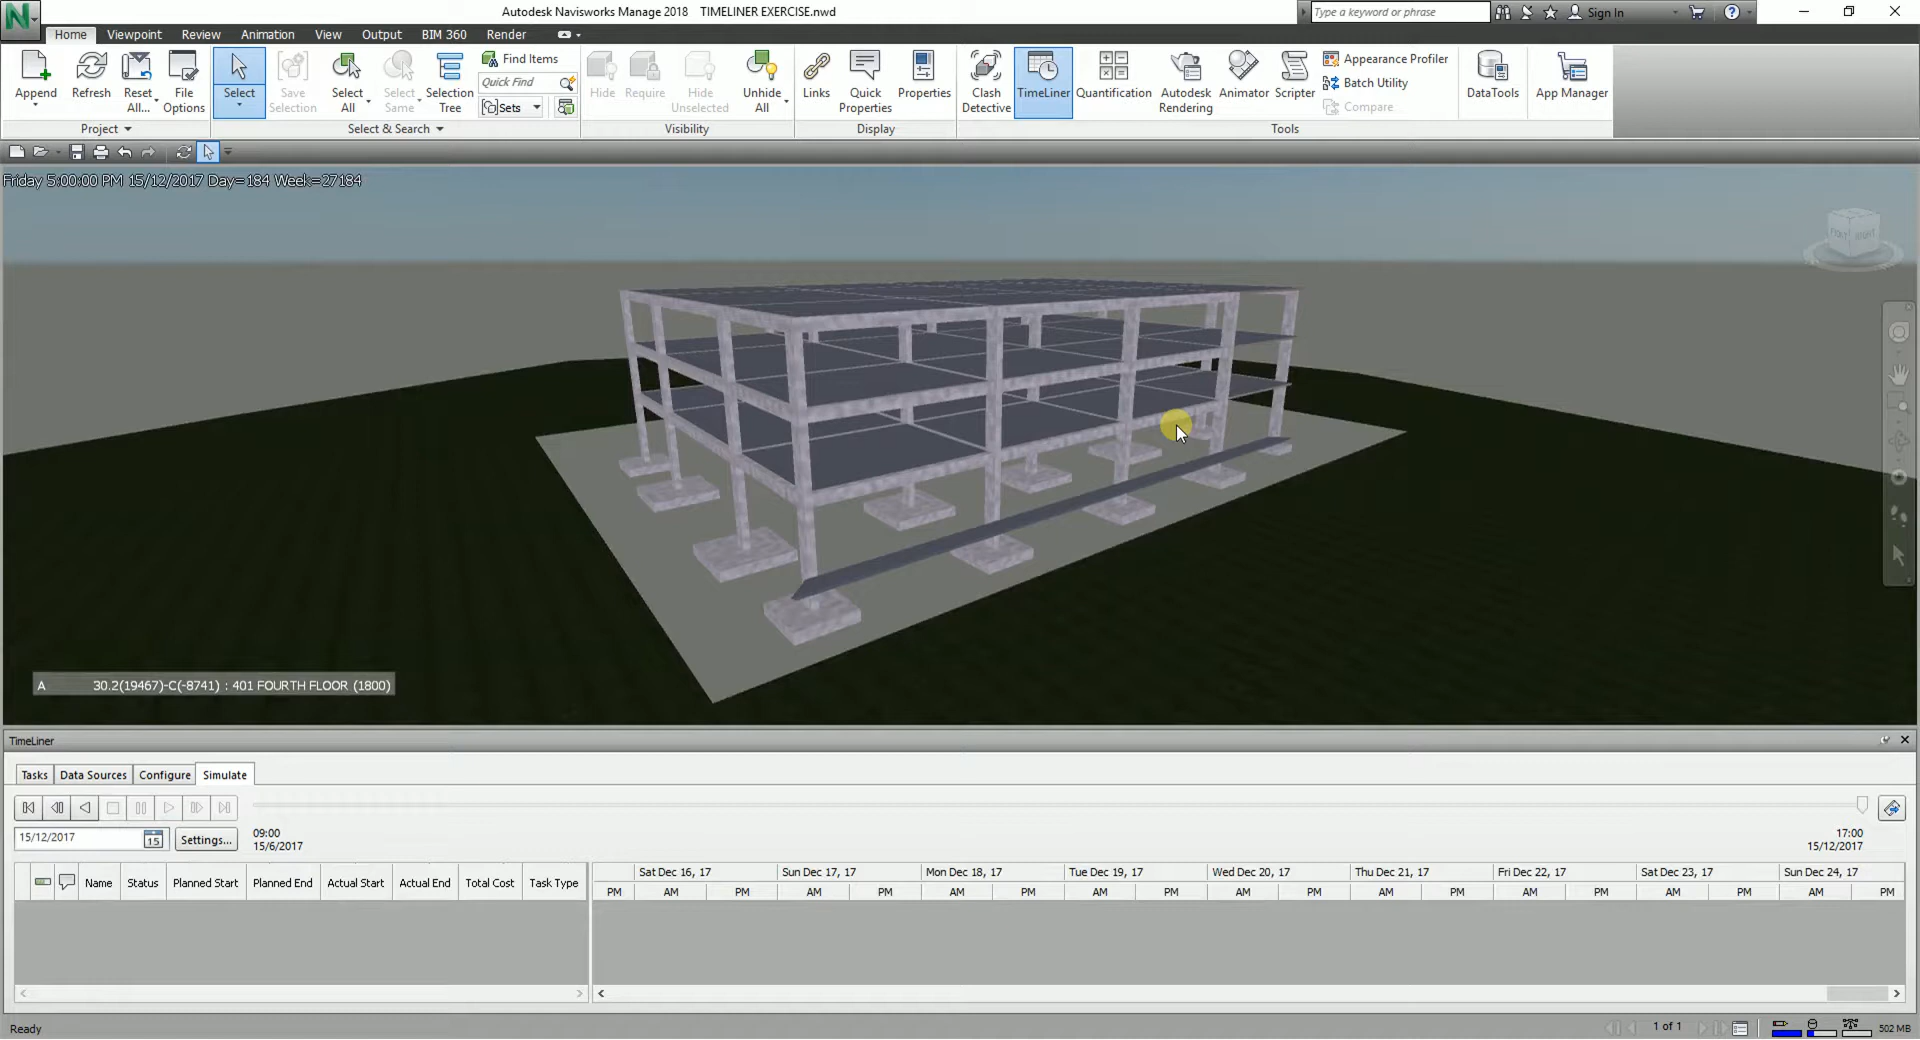 Autodesk Navisworks Manage 2018 TIMELINER EXERCISE.nwd
Type a keyword or phrase
Sign In
Home Viewpoint Review Animation View Output BIM 360 Render
Append
Refresh
Reset All...
File Options
Project
Select
Save Selection
Select All
Select Same
Selection Tree
Find Items
Quick Find
Sets
Select & Search
Hide
Require
Hide Unselected
Unhide All
Visibility
Links
Quick Properties
Properties
Display
Clash Detective
TimeLiner
Quantification
Autodesk Rendering
Animator
Scripter
Appearance Profiler
Batch Utility
Compare
Tools
DataTools
App Manager
Friday 5:00:00 PM 15/12/2017 Day=184 Week=27184
RIGHT
A 30.2(19467)-C(-8741) : 401 FOURTH FLOOR (1800)
TimeLiner
Tasks Data Sources Configure Simulate
15/12/2017
15
Settings...
09:00
15/6/2017
17:00
15/12/2017
Name Status Planned Start Planned End Actual Start Actual End Total Cost Task Type
Sat Dec 16, 17 Sun Dec 17, 17 Mon Dec 18, 17 Tue Dec 19, 17 Wed Dec 20, 17 Thu Dec 21, 17 Fri Dec 22, 17 Sat Dec 23, 17 Sun Dec 24, 17
PM AM PM AM PM AM PM AM PM AM PM AM PM AM PM AM PM AM PM
Ready
1 of 1
502 MB